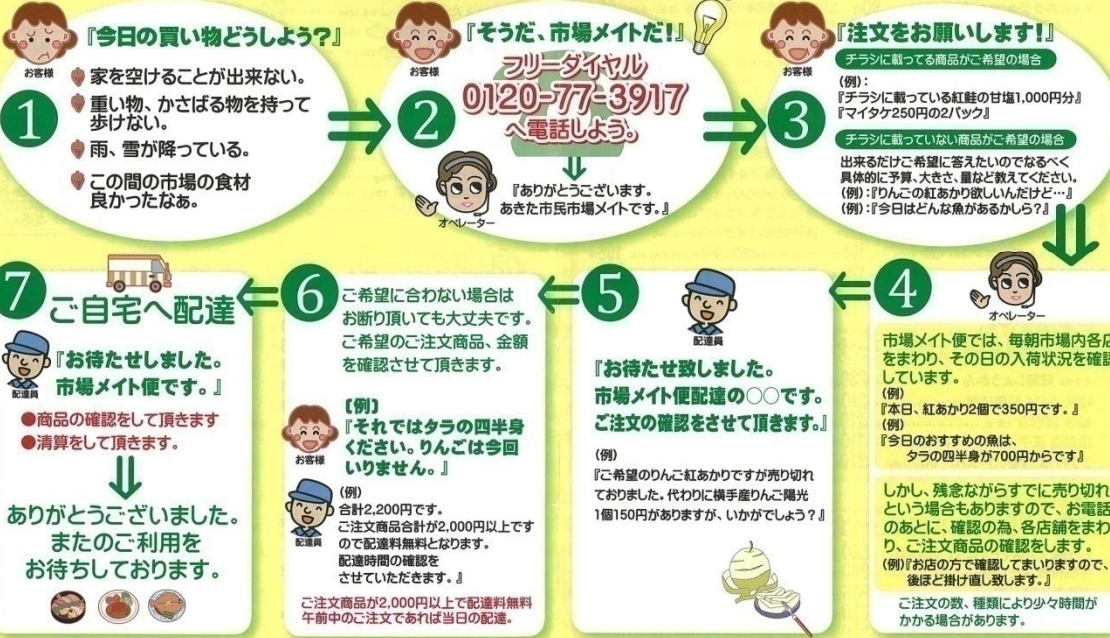 1
『今日の買い物どうしよう?』
お客様
家を空けることが出来ない。
重い物、かさばる物を持って
歩けない。
雨、雪が降っている。
この間の市場の食材
良かったなぁ。
2
『そうだ、市場メイトだ!』
お客様
フリーダイヤル
0120-77-3917
へ電話しよう。
『ありがとうございます。
あきた市民市場メイトです。』
オペレーター
3
『注文をお願いします!』
お客様
チラシに載ってる商品がご希望の場合
(例):
『チラシに載っている紅鮭の甘塩1,000円分』
『マイタケ250円の2パック』
チラシに載っていない商品がご希望の場合
出来るだけご希望に答えたいのでなるべく
具体的に予算、大きさ、量など教えてください。
(例):『りんごの紅あかり欲しいんだけど…』
(例):『今日はどんな魚があるかしら?』
4
オペレーター
市場メイト便では、毎朝市場内各店
をまわり、その日の入荷状況を確認
しています。
(例)
『本日、紅あかり2個で350円です。』
(例)
『今日のおすすめの魚は、
タラの四半身が700円からです』
しかし、残念ながらすでに売り切れ
という場合もありますので、お電話
のあとに、確認の為、各店舗をまわ
り、ご注文商品の確認をします。
(例)『お店の方で確認してまいりますので、
後ほど掛け直し致します。』
ご注文の数、種類により少々時間が
かかる場合があります。
5
配達員
『お待たせ致しました。
市場メイト便配達の○○です。
ご注文の確認をさせて頂きます。』
(例)
『ご希望のりんご紅あかりですが売り切れ
ておりました。代わりに横手産りんご陽光
1個150円がありますが、いかがでしょう?』
6
ご希望に合わない場合は
お断り頂いても大丈夫です。
ご希望のご注文商品、金額
を確認させて頂きます。
〔例〕
『それではタラの四半身
ください。りんごは今回
いりません。』
お客様
(例)
合計2,200円です。
ご注文商品合計が2,000円以上です
ので配達料無料となります。
配達時間の確認を
させていただきます。』
配達員
ご注文商品が2,000円以上で配達料無料
午前中のご注文であれば当日の配達。
7
ご自宅へ配達
『お待たせしました。
市場メイト便です。』
配達員
●商品の確認をして頂きます
●清算をして頂きます。
ありがとうございました。
またのご利用を
お待ちしております。